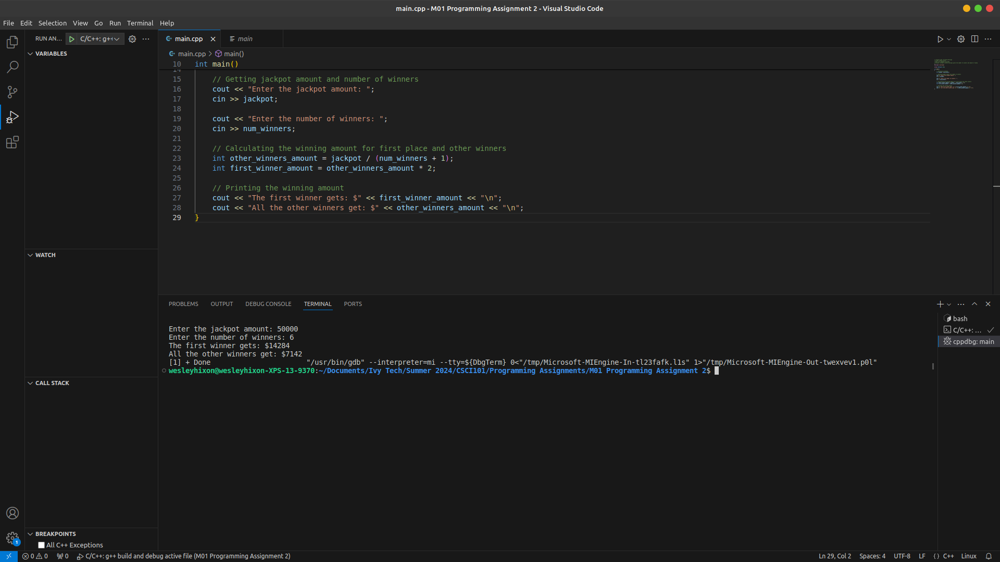 main.cpp - M01 Programming Assignment 2 - Visual Studio Code
File Edit Selection View Go Run Terminal Help
RUN AN... C/C++: g++
main.cpp
main
VARIABLES
main.cpp > main()
10 int main()
14
15 // Getting jackpot amount and number of winners
16 cout << "Enter the jackpot amount: ";
17 cin >> jackpot;
18
19 cout << "Enter the number of winners: ";
20 cin >> num_winners;
21
22 // Calculating the winning amount for first place and other winners
23 int other_winners_amount = jackpot / (num_winners + 1);
24 int first_winner_amount = other_winners_amount * 2;
25
26 // Printing the winning amount
27 cout << "The first winner gets: $" << first_winner_amount << "\n";
28 cout << "All the other winners get: $" << other_winners_amount << "\n";
29 }
WATCH
CALL STACK
BREAKPOINTS
All C++ Exceptions
PROBLEMS OUTPUT DEBUG CONSOLE TERMINAL PORTS
Enter the jackpot amount: 50000
Enter the number of winners: 6
The first winner gets: $14284
All the other winners get: $7142
[1] + Done "/usr/bin/gdb" --interpreter=mi --tty=${DbgTerm} 0<"/tmp/Microsoft-MIEngine-In-tl23fafk.l1s" 1>"/tmp/Microsoft-MIEngine-Out-twexvev1.p0l"
wesleyhixon@wesleyhixon-XPS-13-9370:~/Documents/Ivy Tech/Summer 2024/CSCI101/Programming Assignments/M01 Programming Assignment 2$
bash
C/C++: ...
cppdbg: main
1
0 0 0 C/C++: g++ build and debug active file (M01 Programming Assignment 2)
Ln 29, Col 2 Spaces: 4 UTF-8 LF {} C++ Linux